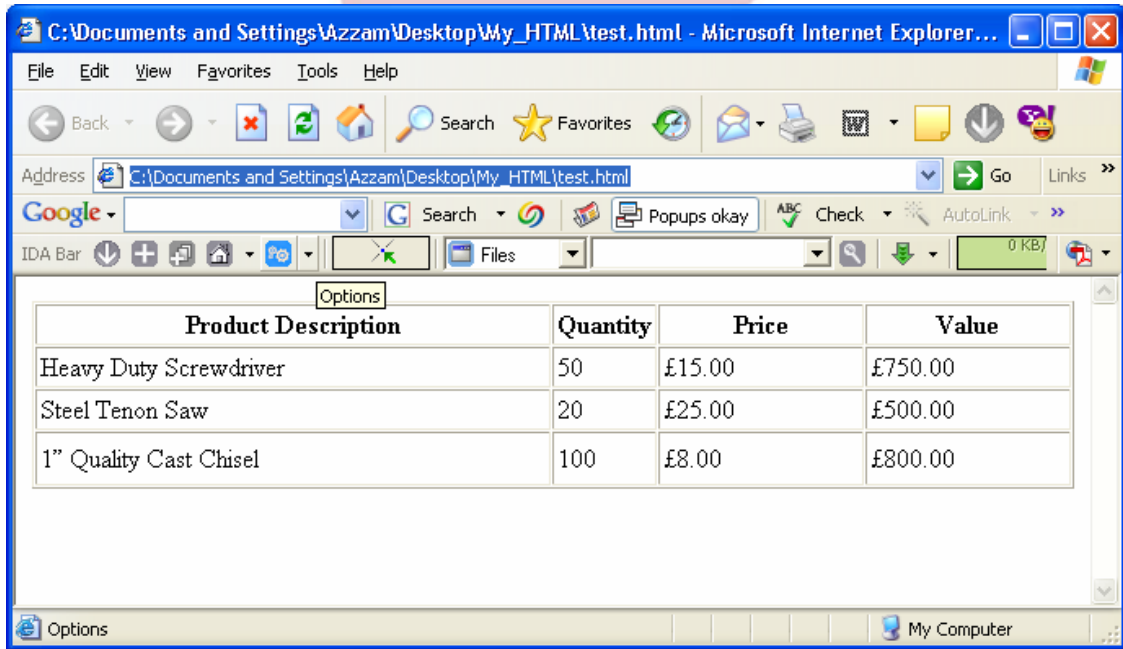 C:\Documents and Settings\Azzam\Desktop\My_HTML\test.html - Microsoft Internet Explorer...
File Edit View Favorites Tools Help
Back Search Favorites
Address C:\Documents and Settings\Azzam\Desktop\My_HTML\test.html Go Links »
Google Search Popups okay ABC Check AutoLink »
IDA Bar Files 0 KB/
Options
Product Description Quantity Price Value
Heavy Duty Screwdriver 50 £15.00 £750.00
Steel Tenon Saw 20 £25.00 £500.00
1” Quality Cast Chisel 100 £8.00 £800.00
Options My Computer